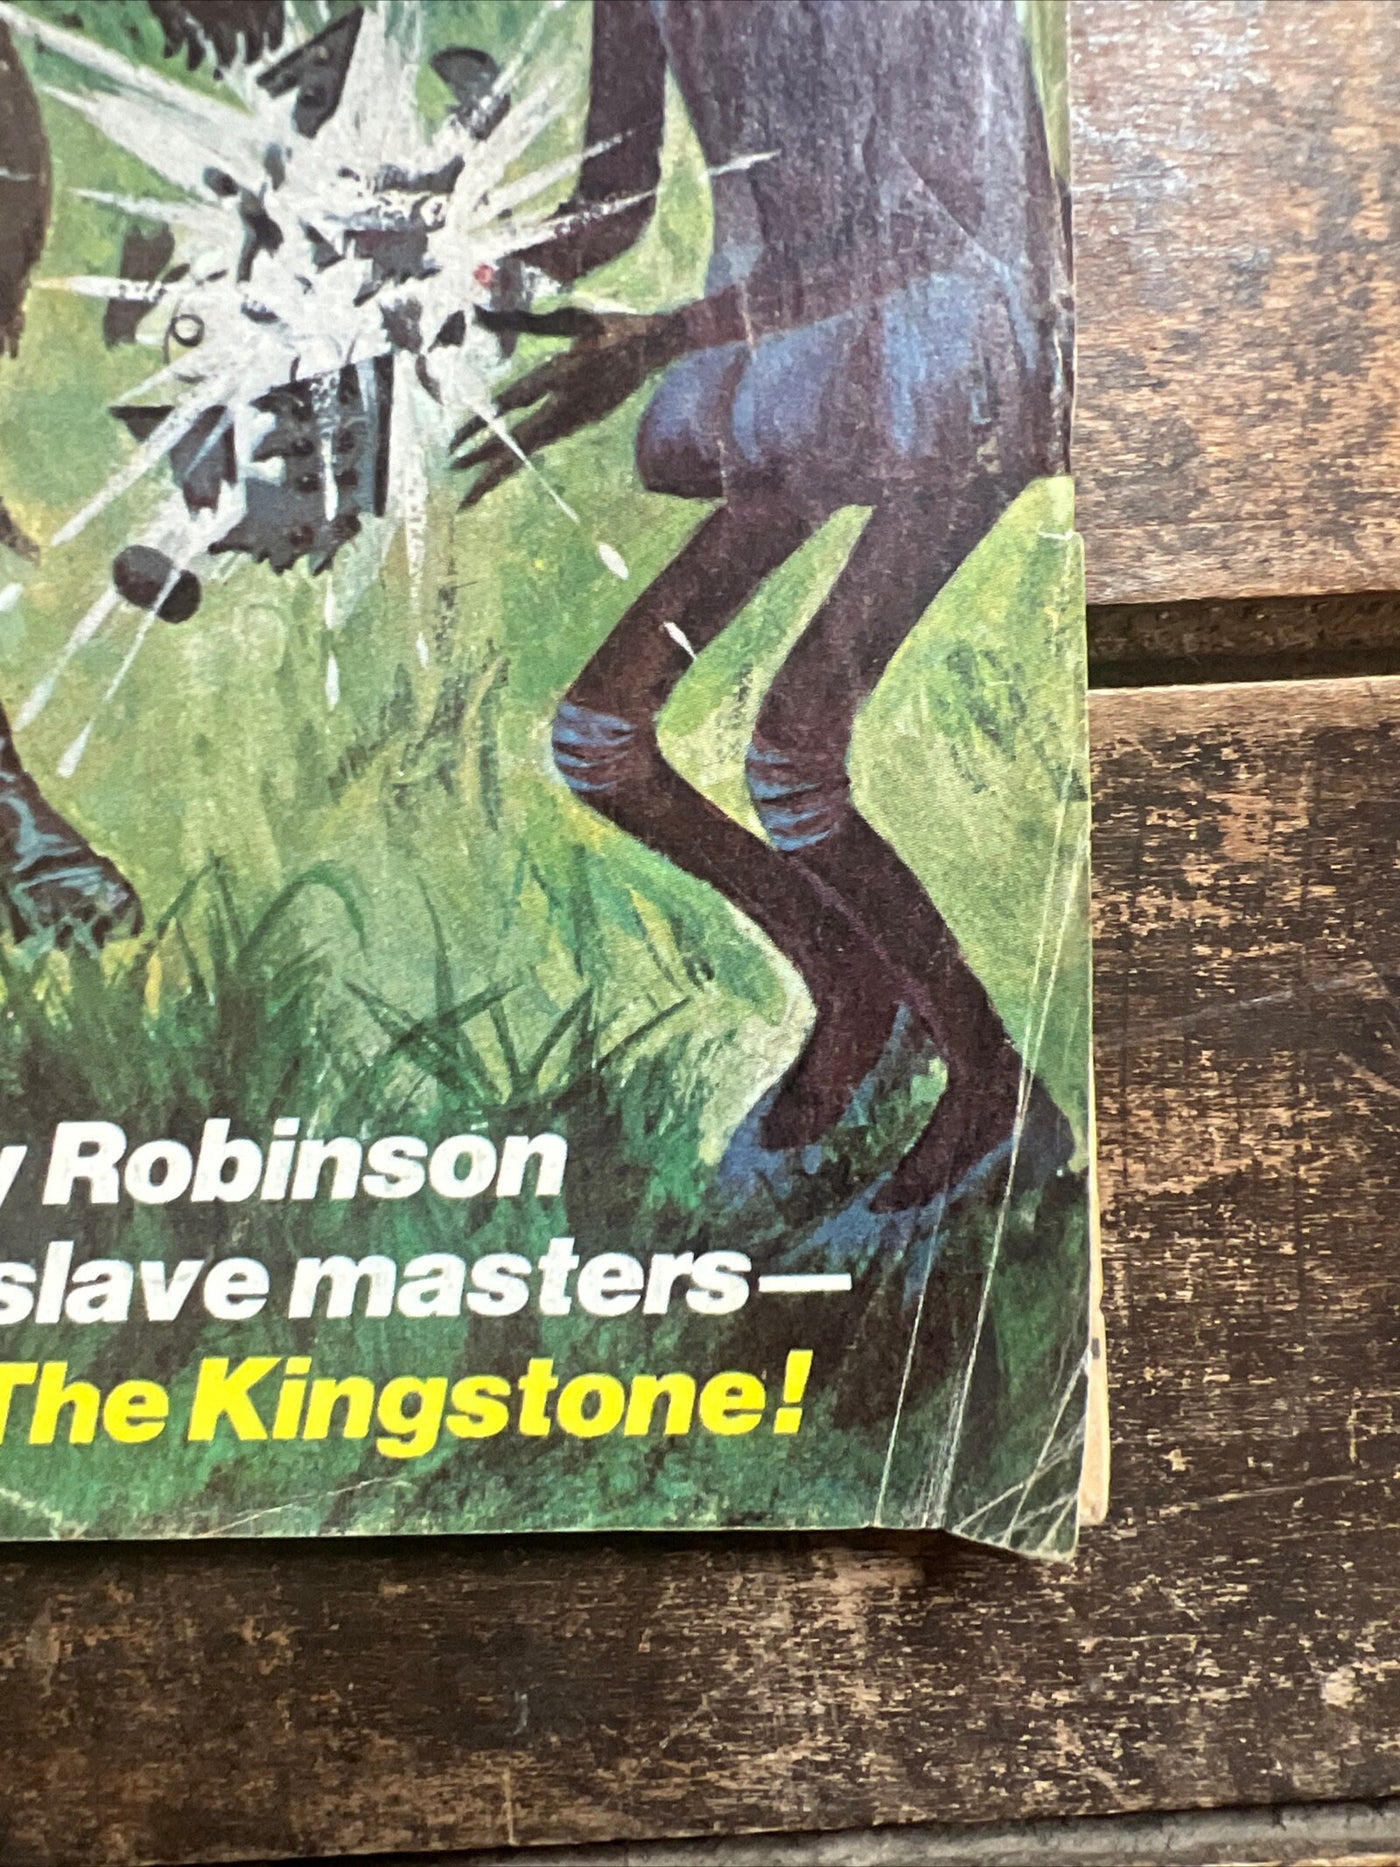 y Robinson
slave masters—
The Kingstone!